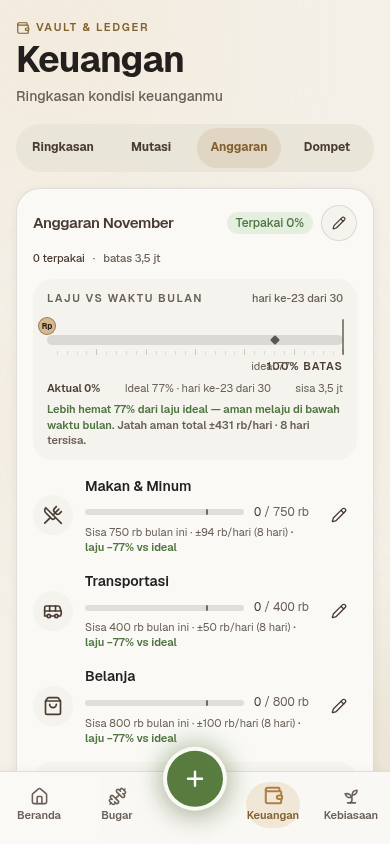 VAULT & LEDGER
Keuangan
Ringkasan kondisi keuanganmu
Ringkasan Mutasi Anggaran Dompet
Anggaran November Terpakai 0%
0 terpakai · batas 3,5 jt
LAJU VS WAKTU BULAN hari ke-23 dari 30
Rp
ideal 77% 100% BATAS
Aktual 0% Ideal 77% · hari ke-23 dari 30 sisa 3,5 jt
Lebih hemat 77% dari laju ideal — aman melaju di bawah
waktu bulan. Jatah aman total ±431 rb/hari · 8 hari
tersisa.
Makan & Minum
0 / 750 rb
Sisa 750 rb bulan ini · ±94 rb/hari (8 hari) ·
laju −77% vs ideal
Transportasi
0 / 400 rb
Sisa 400 rb bulan ini · ±50 rb/hari (8 hari) ·
laju −77% vs ideal
Belanja
0 / 800 rb
Sisa 800 rb bulan ini · ±100 rb/hari (8 hari) ·
laju −77% vs ideal
Beranda Bugar Keuangan Kebiasaan